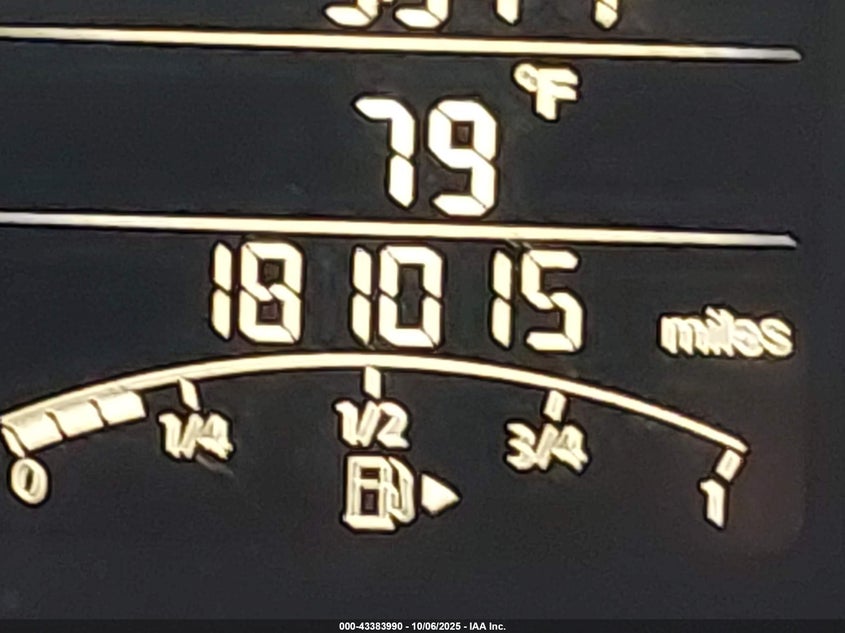 °F
79
181015 miles
0 1/4 1/2 3/4 1
000-43383990 - 10/06/2025 - IAA Inc.